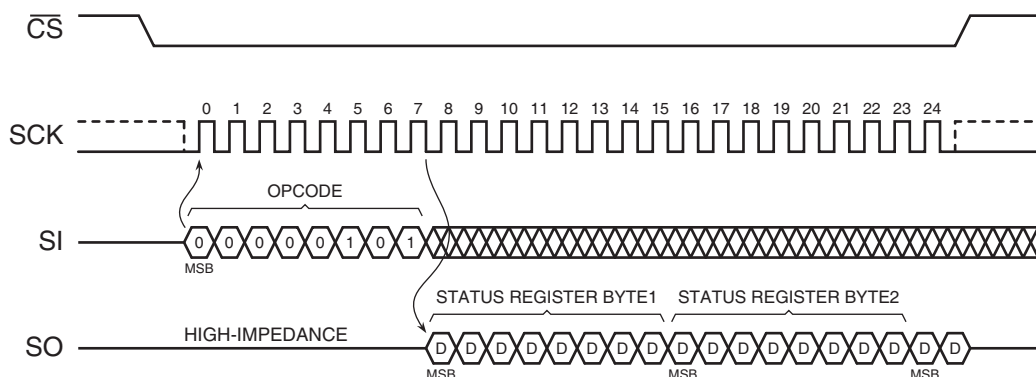 CS
0 1 2 3 4 5 6 7 8 9 10 11 12 13 14 15 16 17 18 19 20 21 22 23 24
SCK
OPCODE
SI 0 0 0 0 0 1 0 1
MSB
STATUS REGISTER BYTE1 STATUS REGISTER BYTE2
HIGH-IMPEDANCE
SO D D D D D D D D D D D D D D D D D D
MSB MSB MSB